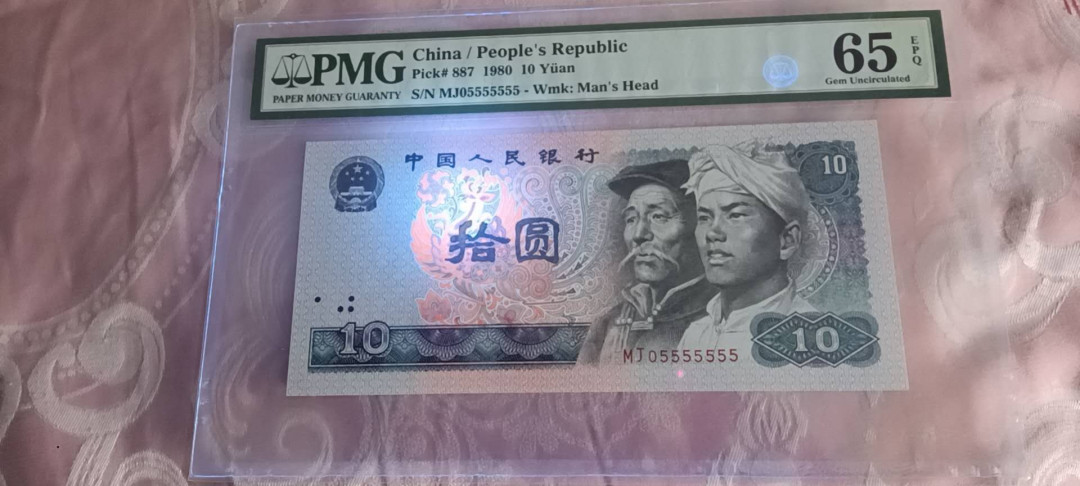 PMG
PAPER MONEY GUARANTY
China / People's Republic
Pick# 887 1980 10 Yüan
S/N MJ05555555 - Wmk: Man's Head
65
EPQ
Gem Uncirculated
中国人民银行
10
拾圆
10
MJ05555555
10